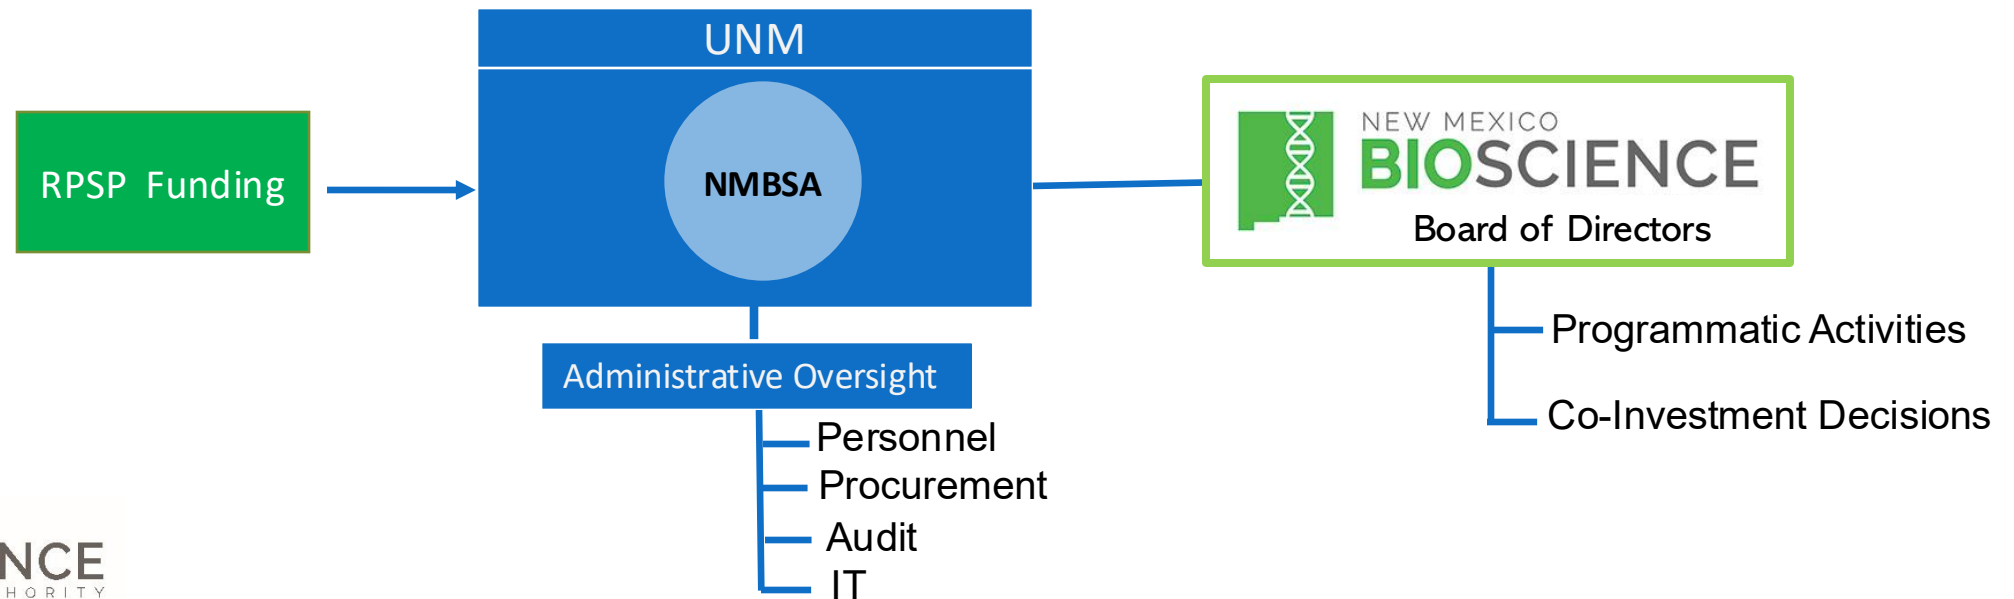 UNM
RPSP Funding
NMBSA
NEW MEXICO
BIOSCIENCE
Board of Directors
Administrative Oversight
Personnel
Procurement
Audit
IT
Programmatic Activities
Co-Investment Decisions
NCE
HORITY